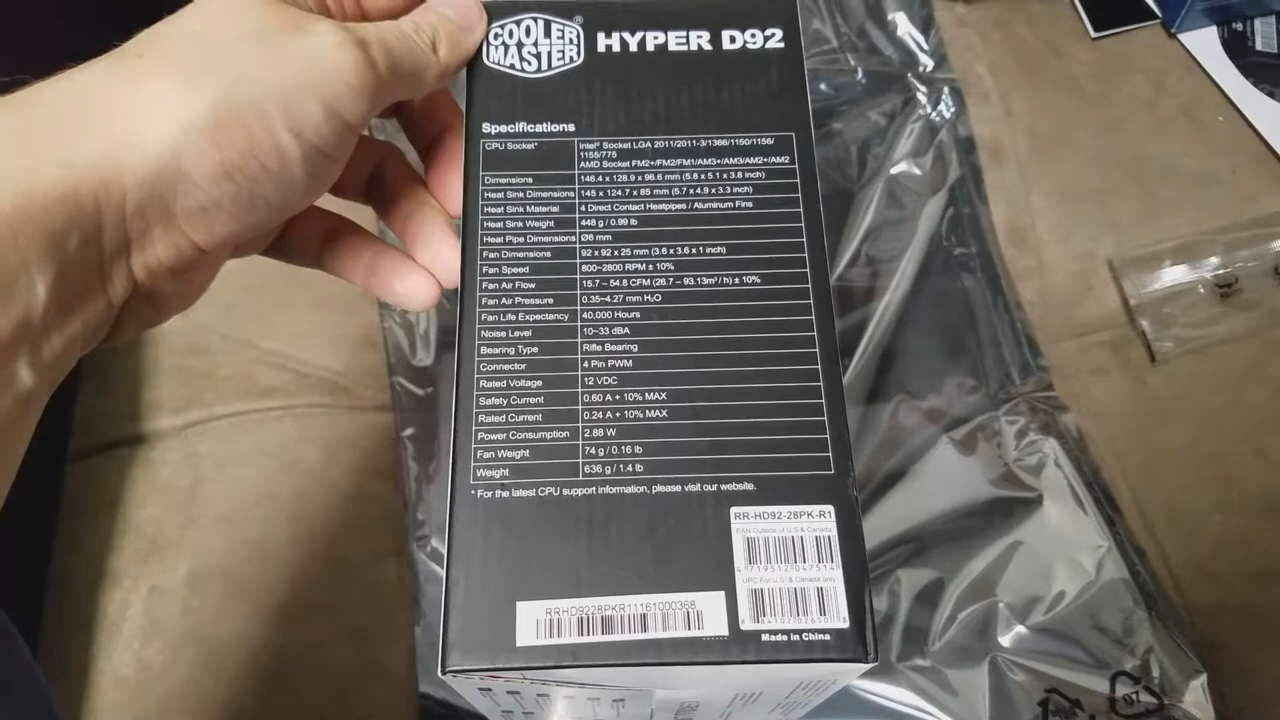 COOLER MASTER ®
HYPER D92
Specifications
CPU Socket* Intel® Socket LGA 2011/2011-3/1366/1150/1156/
1155/775
AMD Socket FM2+/FM2/FM1/AM3+/AM3/AM2+/AM2
Dimensions 146.4 x 128.9 x 96.6 mm (5.8 x 5.1 x 3.8 inch)
Heat Sink Dimensions 145 x 124.7 x 85 mm (5.7 x 4.9 x 3.3 inch)
Heat Sink Material 4 Direct Contact Heatpipes / Aluminum Fins
Heat Sink Weight 448 g / 0.99 lb
Heat Pipe Dimensions Ø6 mm
Fan Dimensions 92 x 92 x 25 mm (3.6 x 3.6 x 1 inch)
Fan Speed 800~2800 RPM ± 10%
Fan Air Flow 15.7 – 54.8 CFM (26.7 – 93.13m³ / h) ± 10%
Fan Air Pressure 0.35~4.27 mm H₂O
Fan Life Expectancy 40,000 Hours
Noise Level 10~33 dBA
Bearing Type Rifle Bearing
Connector 4 Pin PWM
Rated Voltage 12 VDC
Safety Current 0.60 A + 10% MAX
Rated Current 0.24 A + 10% MAX
Power Consumption 2.88 W
Fan Weight 74 g / 0.16 lb
Weight 636 g / 1.4 lb
* For the latest CPU support information, please visit our website.
RR-HD92-28PK-R1
EAN Outside of U.S.& Canada
4 719512 047514
UPC For U.S. & Canada only
8 84102 02650 8
RRHD9228PKR11161000368
Made in China
07